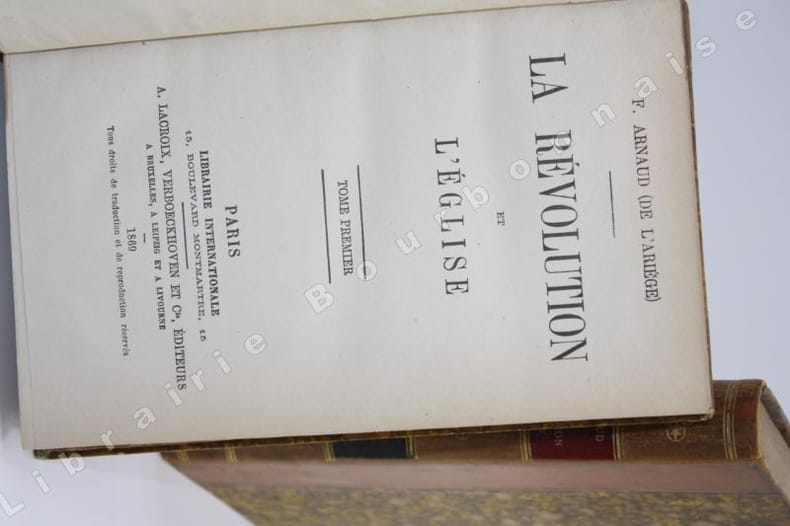 F. ARNAUD (DE L'ARIÉGE)
LA RÉVOLUTION
ET
L'ÉGLISE
TOME PREMIER
PARIS
LIBRAIRIE INTERNATIONALE
15, BOULEVARD MONTMARTRE, 15
A. LACROIX, VERBOECKHOVEN ET Cie, ÉDITEURS
A BRUXELLES, A LEIPZIG ET A LIVOURNE
1869
Tous droits de traduction et de reproduction réservés
Librairie Bourbonnaise